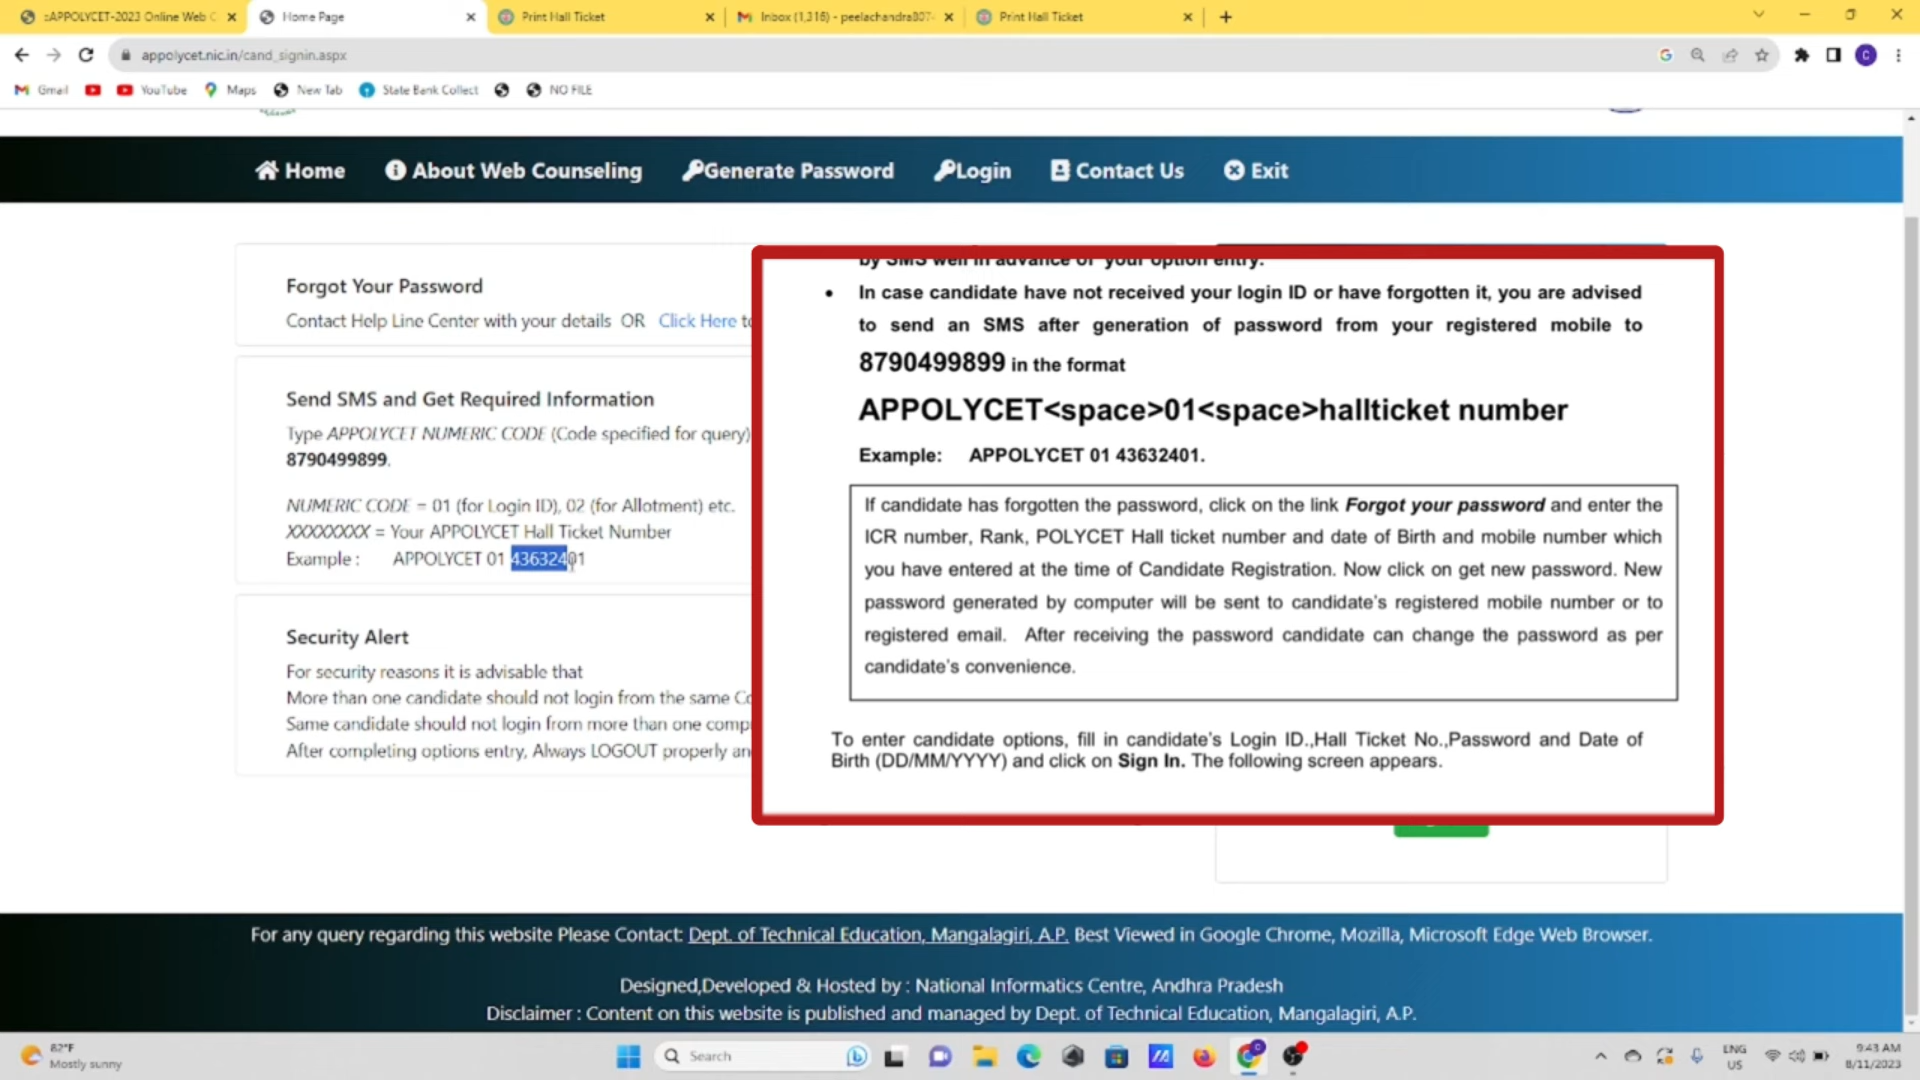 ::APPOLYCET-2023 Online Web C
Home Page
Print Hall Ticket
Inbox (1,316) - peelachandra807
Print Hall Ticket
appolycet.nic.in/cand_signin.aspx
C
Gmail
YouTube
Maps
New Tab
State Bank Collect
NO FILE
Home
About Web Counseling
Generate Password
Login
Contact Us
Exit
Forgot Your Password
Contact Help Line Center with your details OR Click Here to
Send SMS and Get Required Information
Type APPOLYCET NUMERIC CODE (Code specified for query)
8790499899.
NUMERIC CODE = 01 (for Login ID), 02 (for Allotment) etc.
XXXXXXXX = Your APPOLYCET Hall Ticket Number
Example : APPOLYCET 01 43632401
Security Alert
For security reasons it is advisable that
More than one candidate should not login from the same Co
Same candidate should not login from more than one comp
After completing options entry, Always LOGOUT properly an
by SMS well in advance of your option entry.
• In case candidate have not received your login ID or have forgotten it, you are advised
to send an SMS after generation of password from your registered mobile to
8790499899 in the format
APPOLYCET<space>01<space>hallticket number
Example: APPOLYCET 01 43632401.
If candidate has forgotten the password, click on the link Forgot your password and enter the
ICR number, Rank, POLYCET Hall ticket number and date of Birth and mobile number which
you have entered at the time of Candidate Registration. Now click on get new password. New
password generated by computer will be sent to candidate's registered mobile number or to
registered email. After receiving the password candidate can change the password as per
candidate's convenience.
To enter candidate options, fill in candidate's Login ID.,Hall Ticket No.,Password and Date of
Birth (DD/MM/YYYY) and click on Sign In. The following screen appears.
For any query regarding this website Please Contact: Dept. of Technical Education, Mangalagiri, A.P. Best Viewed in Google Chrome, Mozilla, Microsoft Edge Web Browser.
Designed,Developed & Hosted by : National Informatics Centre, Andhra Pradesh
Disclaimer : Content on this website is published and managed by Dept. of Technical Education, Mangalagiri, A.P.
82°F
Mostly sunny
Search
ENG
US
9:43 AM
8/11/2023